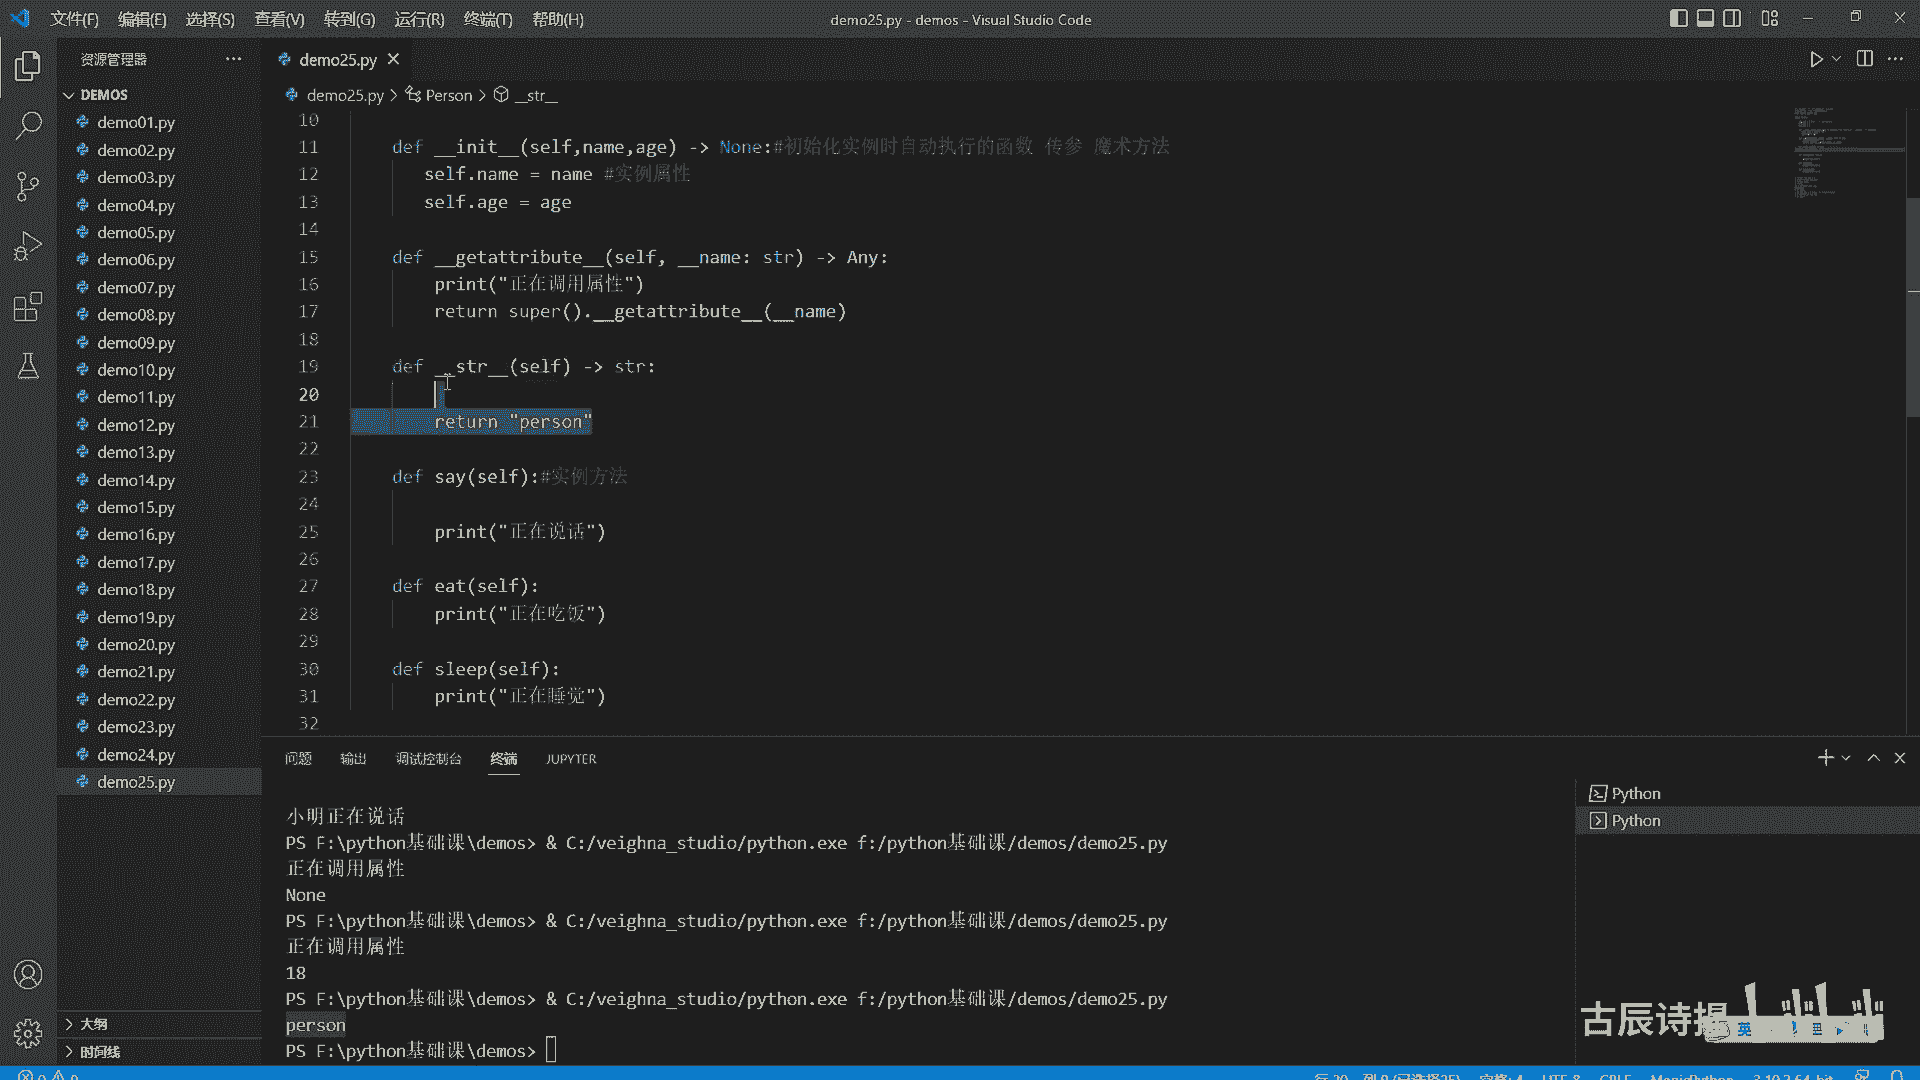 文件(F) 编辑(E) 选择(S) 查看(V) 转到(G) 运行(R) 终端(T) 帮助(H)
demo25.py - demos - Visual Studio Code
资源管理器
demo25.py
DEMOS
demo25.py > Person > __str__
demo01.py
demo02.py
demo03.py
demo04.py
demo05.py
demo06.py
demo07.py
demo08.py
demo09.py
demo10.py
demo11.py
demo12.py
demo13.py
demo14.py
demo15.py
demo16.py
demo17.py
demo18.py
demo19.py
demo20.py
demo21.py
demo22.py
demo23.py
demo24.py
demo25.py
大纲
时间线
10
11 def __init__(self,name,age) -> None:#初始化实例时自动执行的函数 传参 魔术方法
12 self.name = name #实例属性
13 self.age = age
14
15 def __getattribute__(self, __name: str) -> Any:
16 print("正在调用属性")
17 return super().__getattribute__(__name)
18
19 def __str__(self) -> str:
20
21 return "person"
22
23 def say(self):#实例方法
24
25 print("正在说话")
26
27 def eat(self):
28 print("正在吃饭")
29
30 def sleep(self):
31 print("正在睡觉")
32
问题 输出 调试控制台 终端 JUPYTER
小明正在说话
PS F:\python基础课\demos> & C:/veighna_studio/python.exe f:/python基础课/demos/demo25.py
正在调用属性
None
PS F:\python基础课\demos> & C:/veighna_studio/python.exe f:/python基础课/demos/demo25.py
正在调用属性
18
PS F:\python基础课\demos> & C:/veighna_studio/python.exe f:/python基础课/demos/demo25.py
person
PS F:\python基础课\demos>
Python
Python
古辰诗提
英